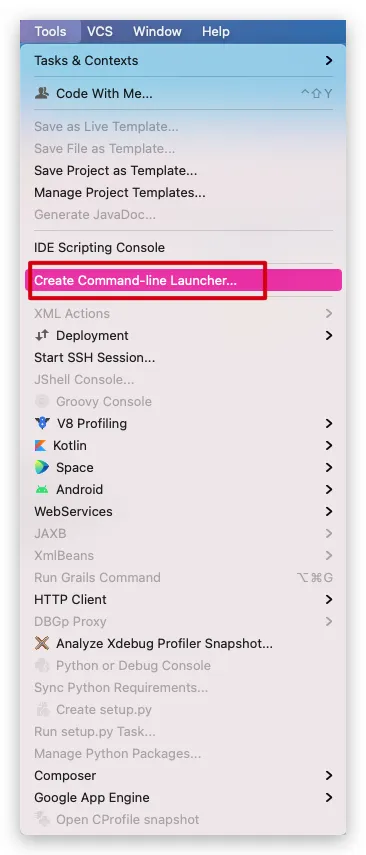 Tools VCS Window Help
Tasks & Contexts
Code With Me... ^⇧Y
Save as Live Template...
Save File as Template...
Save Project as Template...
Manage Project Templates...
Generate JavaDoc...
IDE Scripting Console
Create Command-line Launcher...
XML Actions
Deployment
Start SSH Session...
JShell Console...
Groovy Console
V8 Profiling
Kotlin
Space
Android
WebServices
JAXB
XmlBeans
Run Grails Command ⌥⌘G
HTTP Client
DBGp Proxy
Analyze Xdebug Profiler Snapshot...
Python or Debug Console
Sync Python Requirements...
Create setup.py
Run setup.py Task...
Manage Python Packages...
Composer
Google App Engine
Open CProfile snapshot